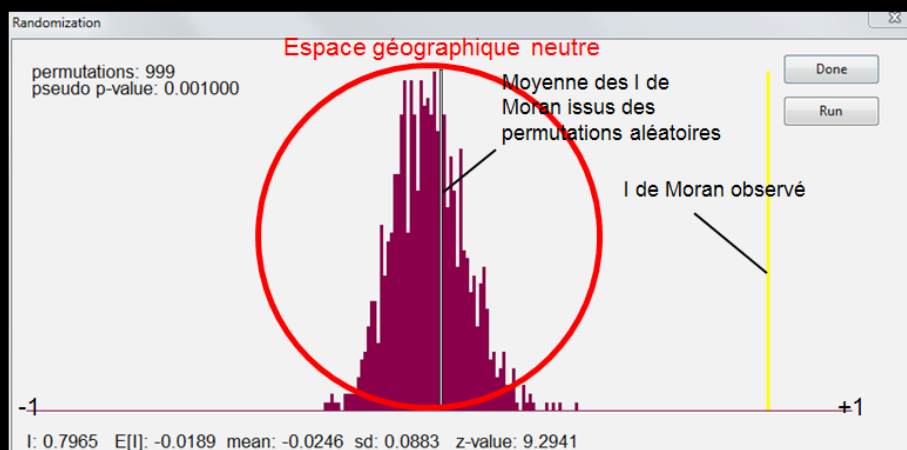 Randomization
Espace géographique neutre
permutations: 999
pseudo p-value: 0.001000
Done
Moyenne des I de
Moran issus des
permutations aléatoires
Run
I de Moran observé
-1
+1
I: 0.7965 E[I]: -0.0189 mean: -0.0246 sd: 0.0883 z-value: 9.2941